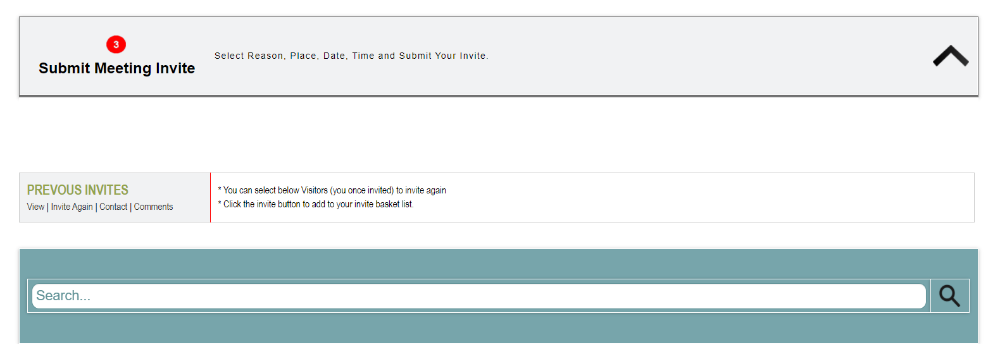 3
Submit Meeting Invite
Select Reason, Place, Date, Time and Submit Your Invite.
PREVOUS INVITES
View | Invite Again | Contact | Comments
* You can select below Visitors (you once invited) to invite again
* Click the invite button to add to your invite basket list.
Search...